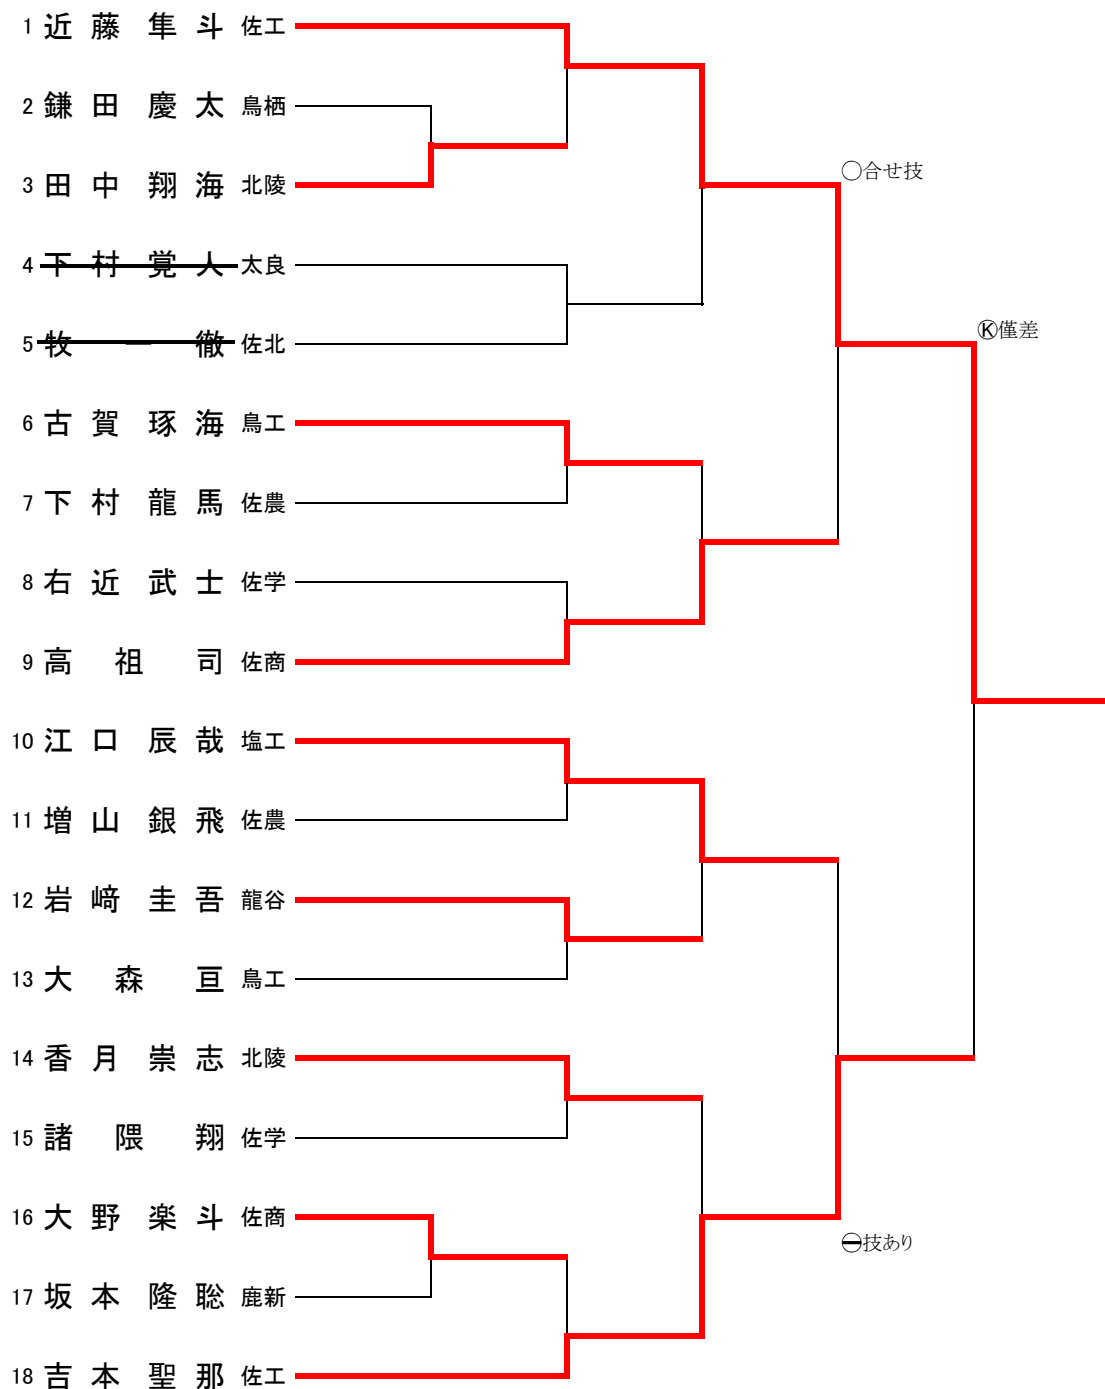 1 近藤 隼斗 佐工
2 鎌田 慶太 鳥栖
3 田中 翔海 北陵
○合せ技
4 下村 覚人 太良
Ⓚ僅差
5 牧 一徹 佐北
6 古賀 琢海 鳥工
7 下村 龍馬 佐農
8 右近 武士 佐学
9 高祖 司 佐商
10 江口 辰哉 塩工
11 増山 銀飛 佐農
12 岩﨑 圭吾 龍谷
13 大森 亘 鳥工
14 香月 崇志 北陵
15 諸隈 翔 佐学
16 大野 楽斗 佐商
㊀技あり
17 坂本 隆聡 鹿新
18 吉本 聖那 佐工